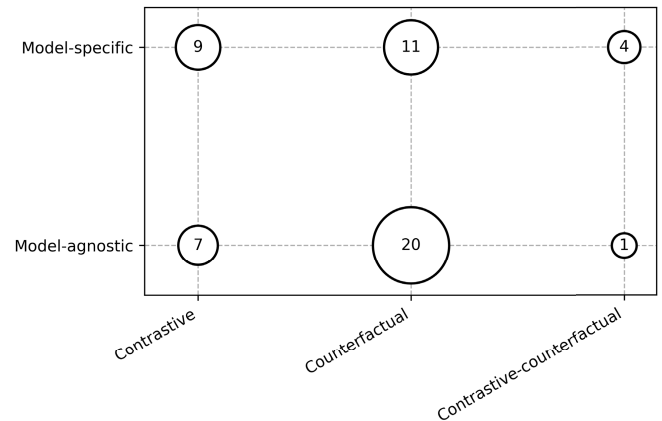 Model-specific
9
11
4
Model-agnostic
7
20
1
Contrastive
Counterfactual
Contrastive-counterfactual